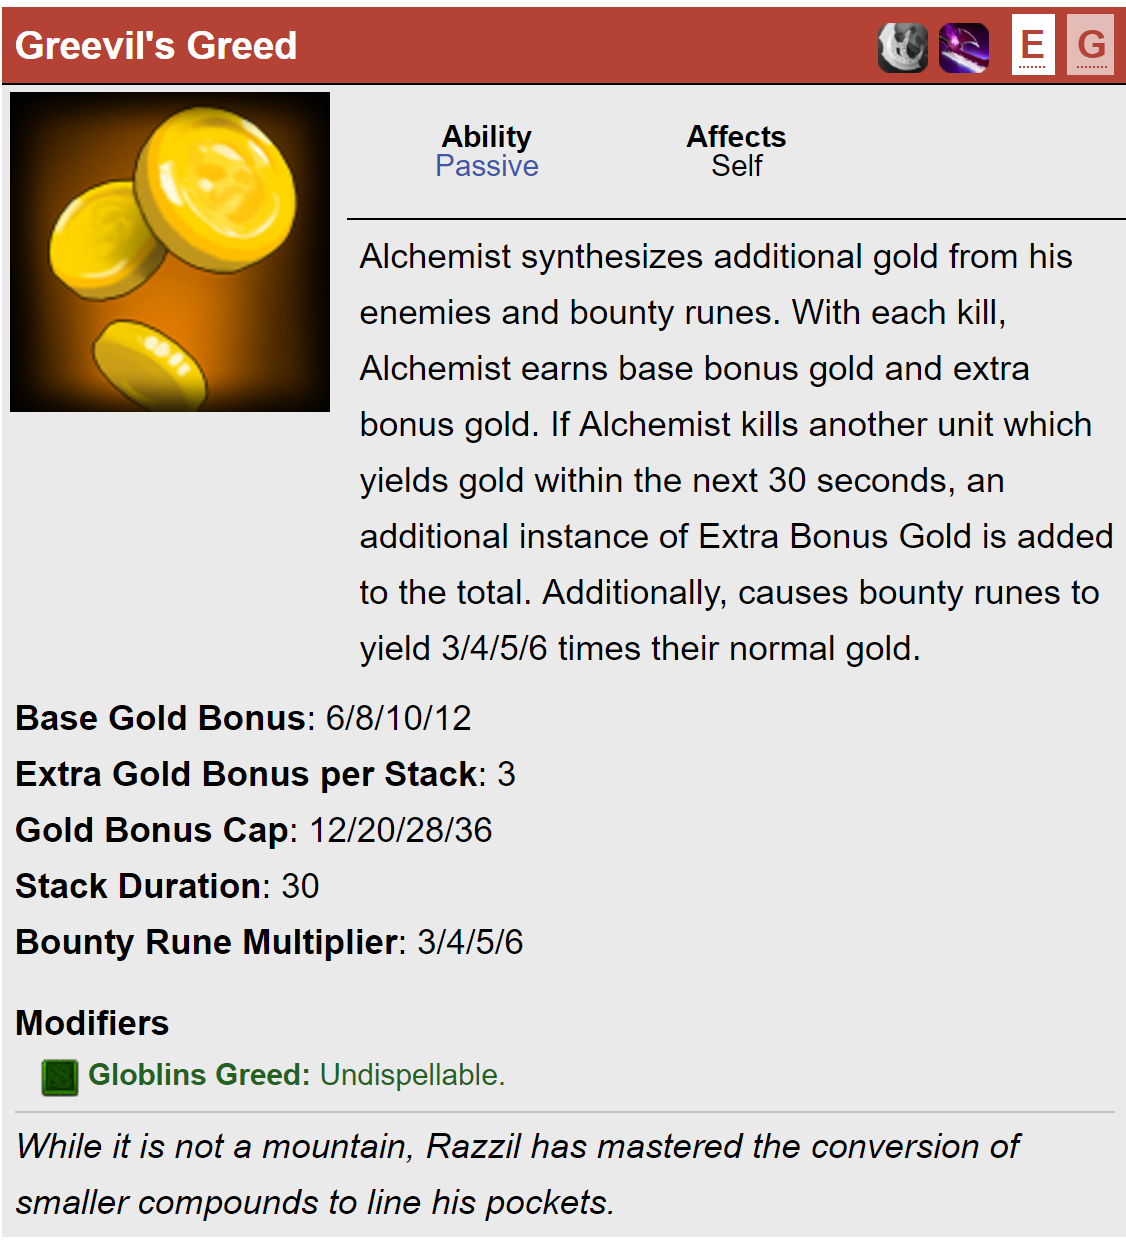 Greevil's Greed
E
G
Ability
Passive
Affects
Self
Alchemist synthesizes additional gold from his
enemies and bounty runes. With each kill,
Alchemist earns base bonus gold and extra
bonus gold. If Alchemist kills another unit which
yields gold within the next 30 seconds, an
additional instance of Extra Bonus Gold is added
to the total. Additionally, causes bounty runes to
yield 3/4/5/6 times their normal gold.
Base Gold Bonus: 6/8/10/12
Extra Gold Bonus per Stack: 3
Gold Bonus Cap: 12/20/28/36
Stack Duration: 30
Bounty Rune Multiplier: 3/4/5/6
Modifiers
Globlins Greed: Undispellable.
While it is not a mountain, Razzil has mastered the conversion of
smaller compounds to line his pockets.